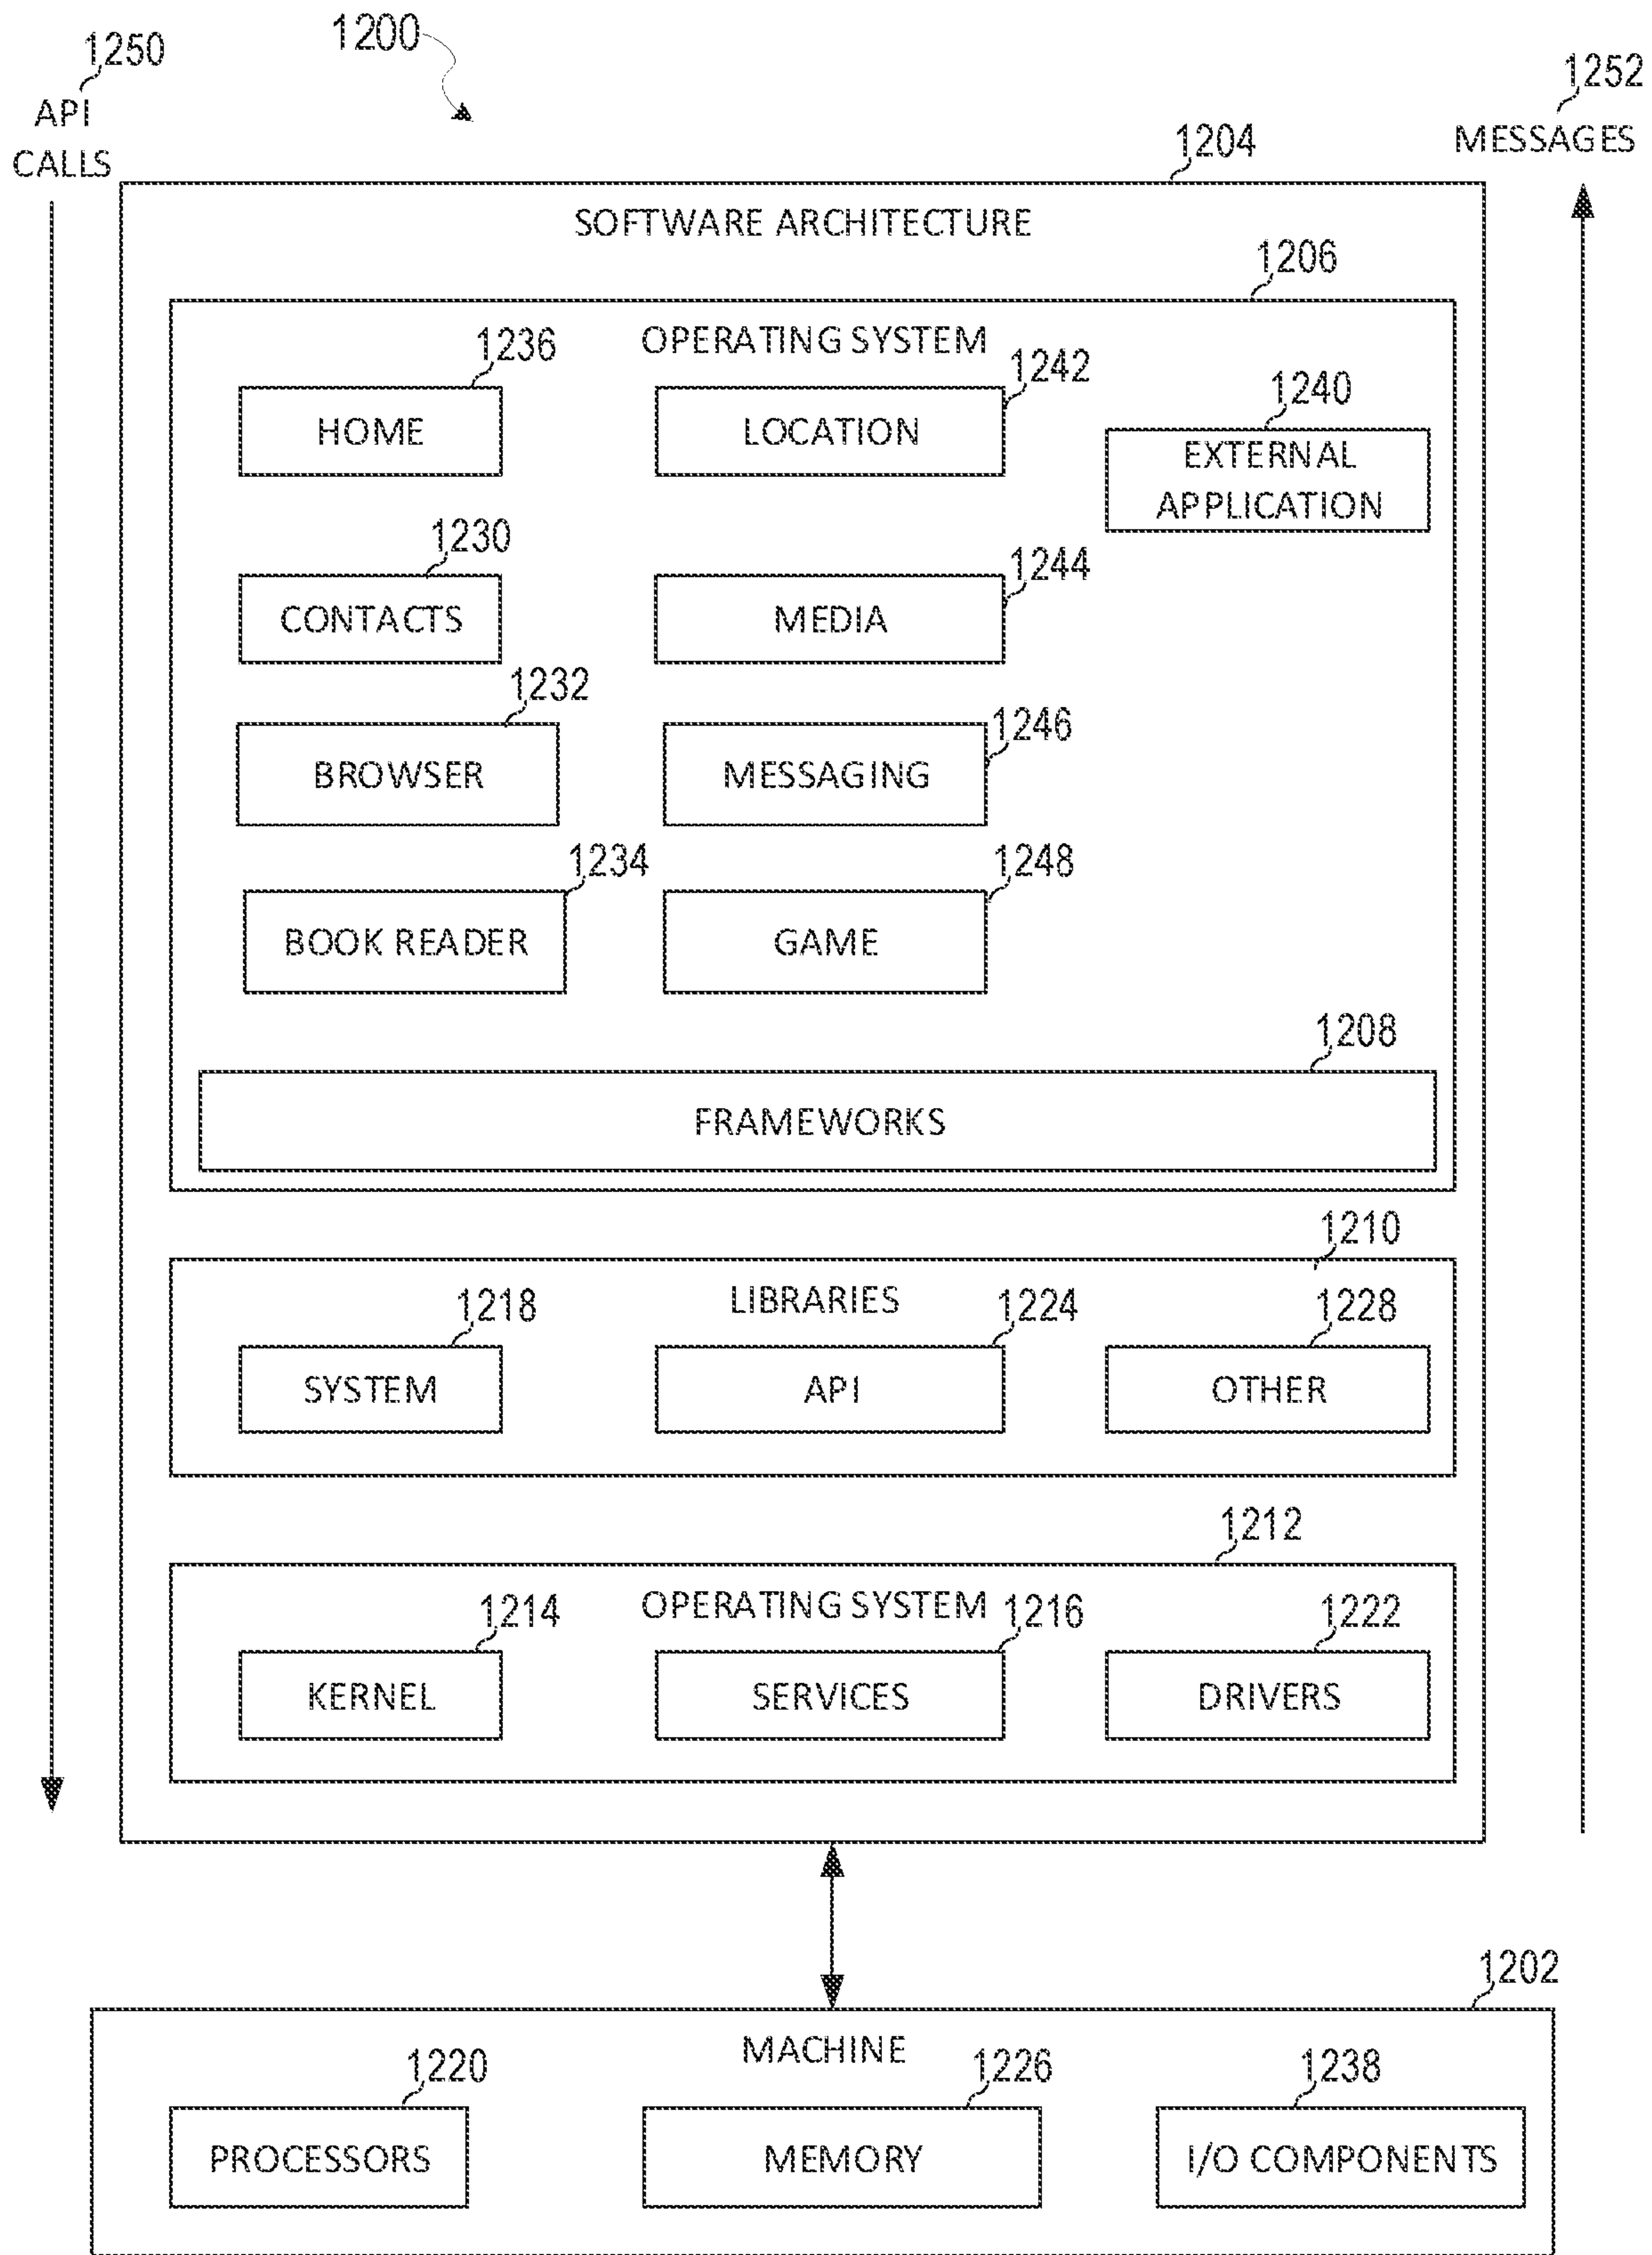 1250
1200
1252
API
CALLS
MESSAGES
1204
SOFTWARE ARCHITECTURE
1206
OPERATING SYSTEM
1236
1242
1240
HOME
LOCATION
EXTERNAL
APPLICATION
1230
1244
CONTACTS
MEDIA
1232
1246
BROWSER
MESSAGING
1234
1248
BOOK READER
GAME
1208
FRAMEWORKS
1210
LIBRARIES
1218
1224
1228
SYSTEM
API
OTHER
1212
OPERATING SYSTEM
1214
1216
1222
KERNEL
SERVICES
DRIVERS
1202
MACHINE
1220
1226
1238
PROCESSORS
MEMORY
I/O COMPONENTS